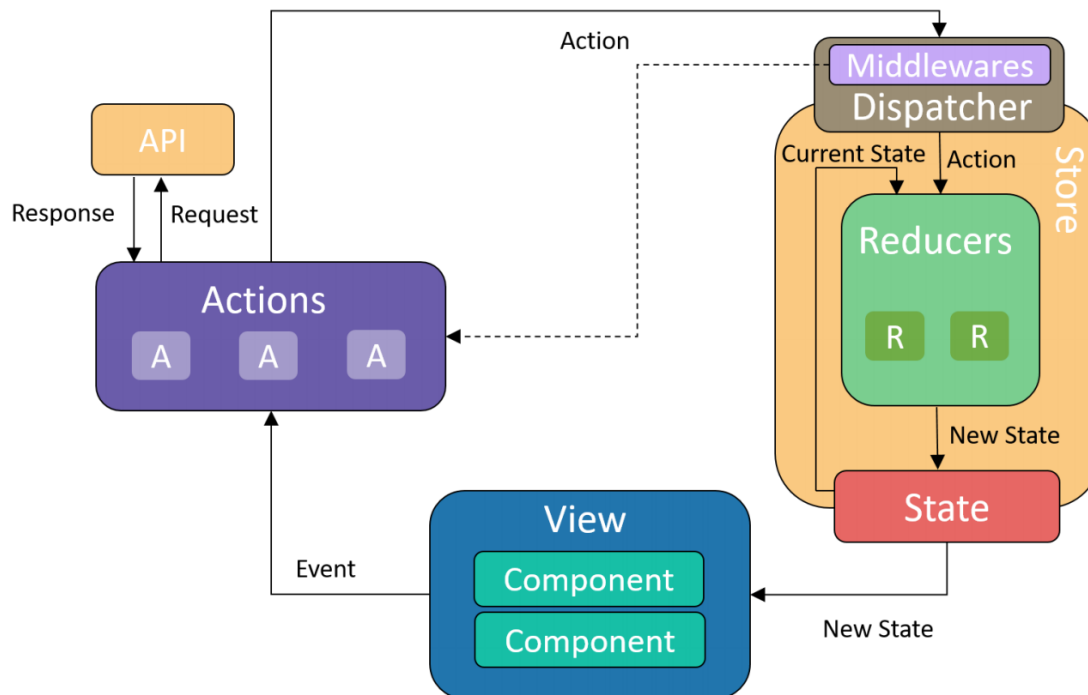 Action
Middlewares
Dispatcher
API
Current State
Action
Store
Response
Request
Reducers
Actions
A
A
A
R
R
New State
View
State
Event
Component
Component
New State